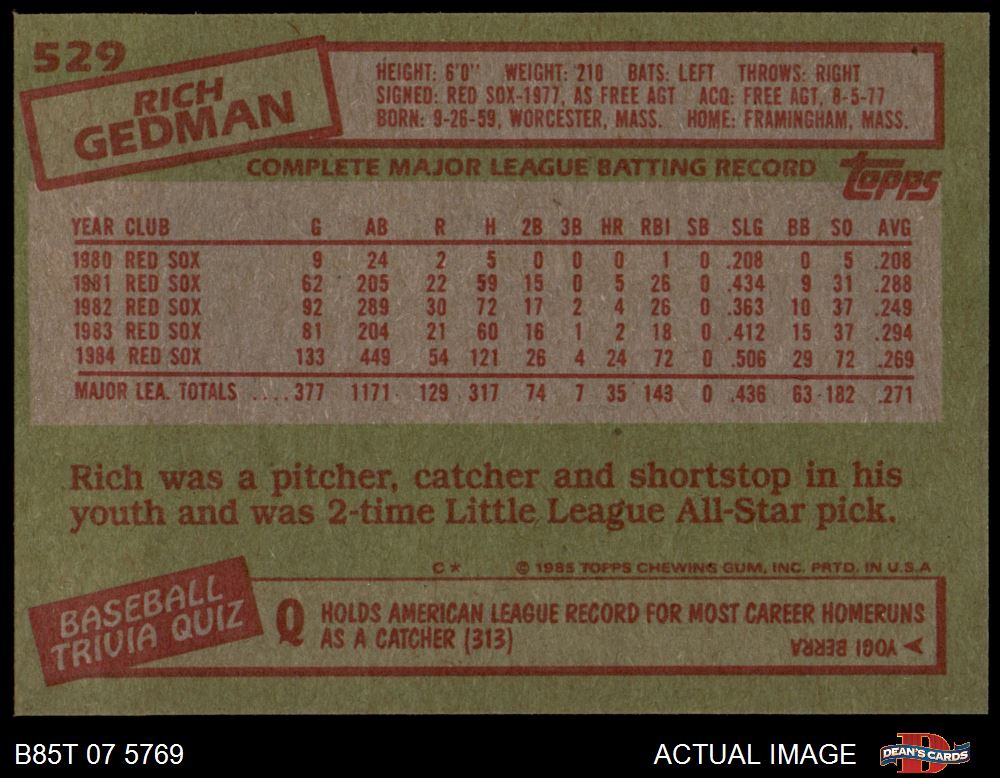 529
RICH
GEDMAN
HEIGHT: 6'0" WEIGHT: 210 BATS: LEFT THROWS: RIGHT
SIGNED: RED SOX-1977, AS FREE AGT ACQ: FREE AGT, 8-5-77
BORN: 9-26-59, WORCESTER, MASS. HOME: FRAMINGHAM, MASS.
COMPLETE MAJOR LEAGUE BATTING RECORD
topps
YEAR CLUB G AB R H 2B 3B HR RBI SB SLG BB SO AVG
1980 RED SOX 9 24 2 5 0 0 0 1 0 .208 0 5 .208
1981 RED SOX 62 205 22 59 15 0 5 26 0 .434 9 31 .288
1982 RED SOX 92 289 30 72 17 2 4 26 0 .363 10 37 .249
1983 RED SOX 81 204 21 60 16 1 2 18 0 .412 15 37 .294
1984 RED SOX 133 449 54 121 26 4 24 72 0 .506 29 72 .269
MAJOR LEA. TOTALS ....377 1171 129 317 74 7 35 143 0 .436 63 182 .271
Rich was a pitcher, catcher and shortstop in his
youth and was 2-time Little League All-Star pick.
C* © 1985 TOPPS CHEWING GUM, INC. PRTD. IN U.S.A
BASEBALL
TRIVIA QUIZ
Q HOLDS AMERICAN LEAGUE RECORD FOR MOST CAREER HOMERUNS
AS A CATCHER (313)
YOGI BERRA
B85T 07 5769
ACTUAL IMAGE
D
DEAN'S CARDS